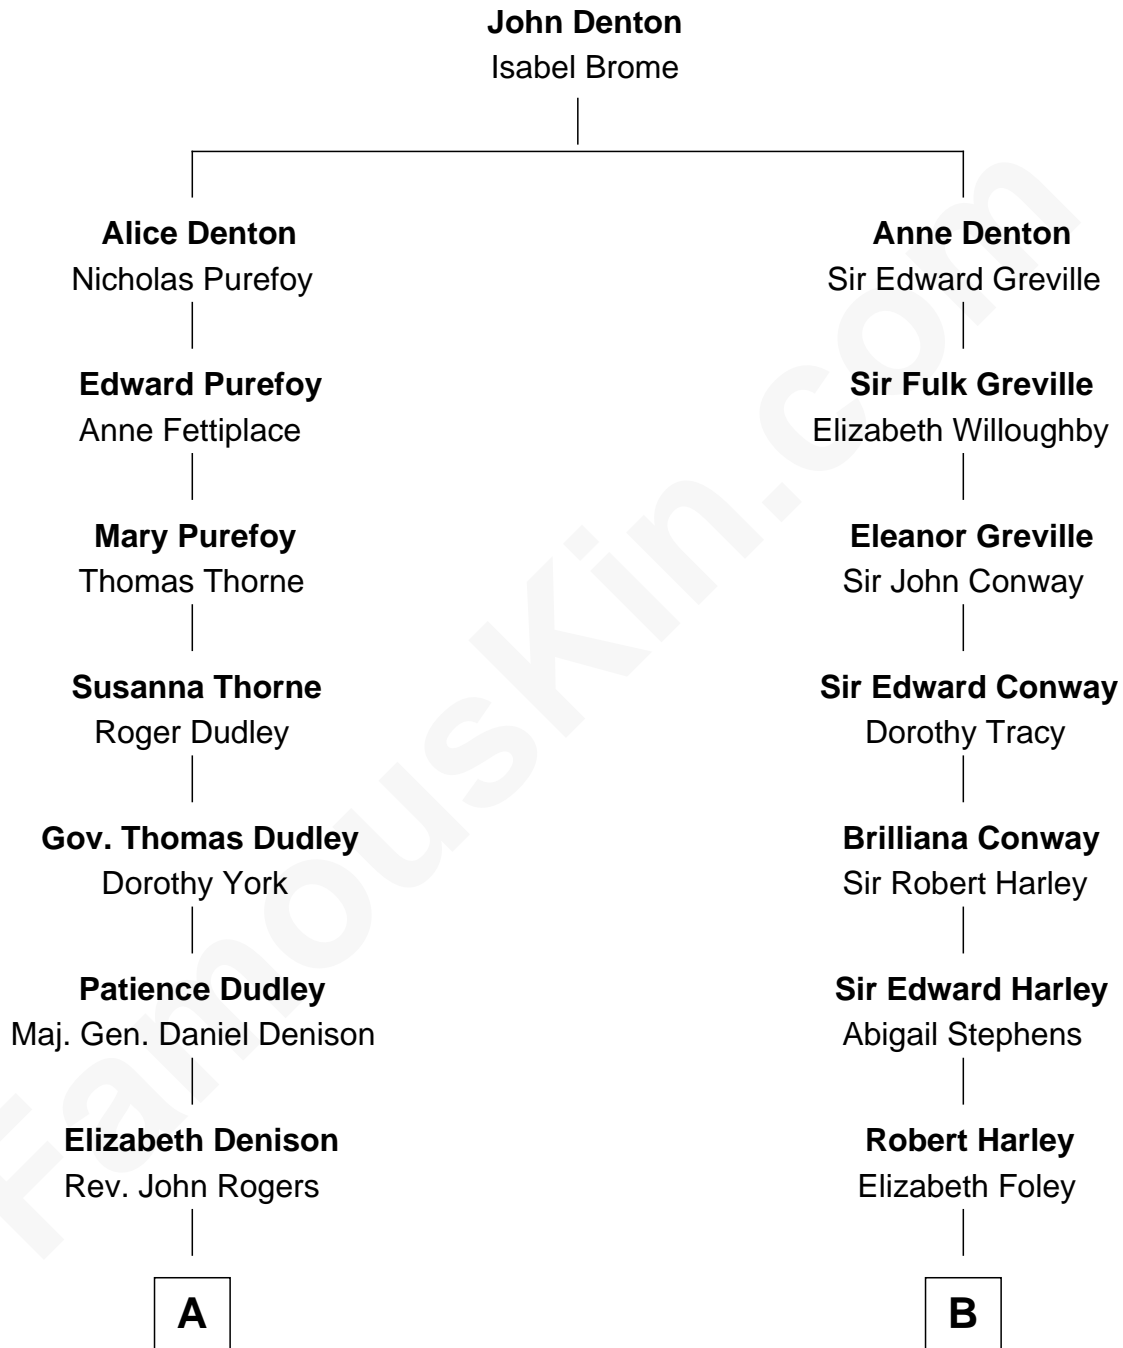 John Denton
Isabel Brome
Alice Denton
Nicholas Purefoy
Anne Denton
Sir Edward Greville
Edward Purefoy
Anne Fettiplace
Sir Fulk Greville
Elizabeth Willoughby
Mary Purefoy
Thomas Thorne
Eleanor Greville
Sir John Conway
Susanna Thorne
Roger Dudley
Sir Edward Conway
Dorothy Tracy
Gov. Thomas Dudley
Dorothy York
Brilliana Conway
Sir Robert Harley
Patience Dudley
Maj. Gen. Daniel Denison
Sir Edward Harley
Abigail Stephens
Elizabeth Denison
Rev. John Rogers
Robert Harley
Elizabeth Foley
A
B
FamousKin.com